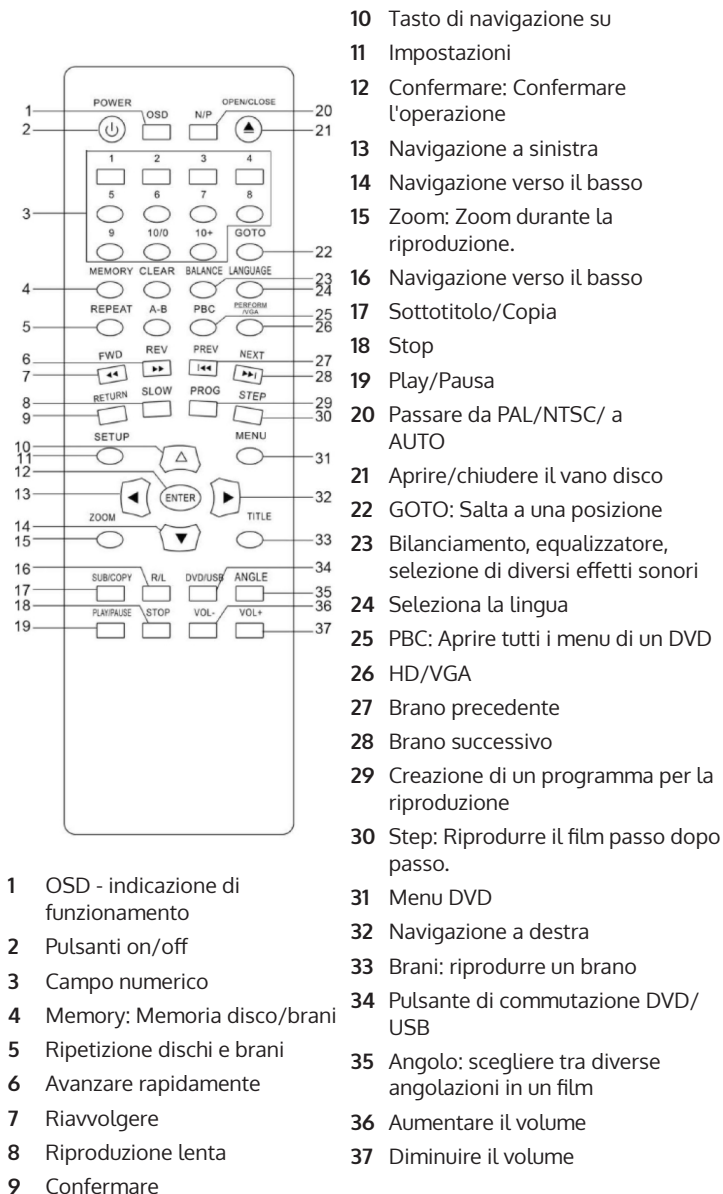 POWER
OSD
N/P
OPEN/CLOSE
1
2
20
21
1
2
3
4
5
6
7
8
3
9
10/0
10+
GOTO
22
MEMORY
CLEAR
BALANCE
LANGUAGE
4
23
24
REPEAT
A-B
PBC
PERFORM
/VGA
5
25
26
6
7
FWD
REV
PREV
NEXT
27
28
8
9
RETURN
SLOW
PROG
STEP
29
30
SETUP
MENU
10
11
31
12
13
ENTER
32
14
15
ZOOM
TITLE
33
16
17
SUB/COPY
R/L
DVD/USB
ANGLE
34
35
18
19
PLAY/PAUSE
STOP
VOL-
VOL+
36
37
1 OSD - indicazione di
funzionamento
2 Pulsanti on/off
3 Campo numerico
4 Memory: Memoria disco/brani
5 Ripetizione dischi e brani
6 Avanzare rapidamente
7 Riavvolgere
8 Riproduzione lenta
9 Confermare
10 Tasto di navigazione su
11 Impostazioni
12 Confermare: Confermare
l'operazione
13 Navigazione a sinistra
14 Navigazione verso il basso
15 Zoom: Zoom durante la
riproduzione.
16 Navigazione verso il basso
17 Sottotitolo/Copia
18 Stop
19 Play/Pausa
20 Passare da PAL/NTSC/ a
AUTO
21 Aprire/chiudere il vano disco
22 GOTO: Salta a una posizione
23 Bilanciamento, equalizzatore,
selezione di diversi effetti sonori
24 Seleziona la lingua
25 PBC: Aprire tutti i menu di un DVD
26 HD/VGA
27 Brano precedente
28 Brano successivo
29 Creazione di un programma per la
riproduzione
30 Step: Riprodurre il film passo dopo
passo.
31 Menu DVD
32 Navigazione a destra
33 Brani: riprodurre un brano
34 Pulsante di commutazione DVD/
USB
35 Angolo: scegliere tra diverse
angolazioni in un film
36 Aumentare il volume
37 Diminuire il volume